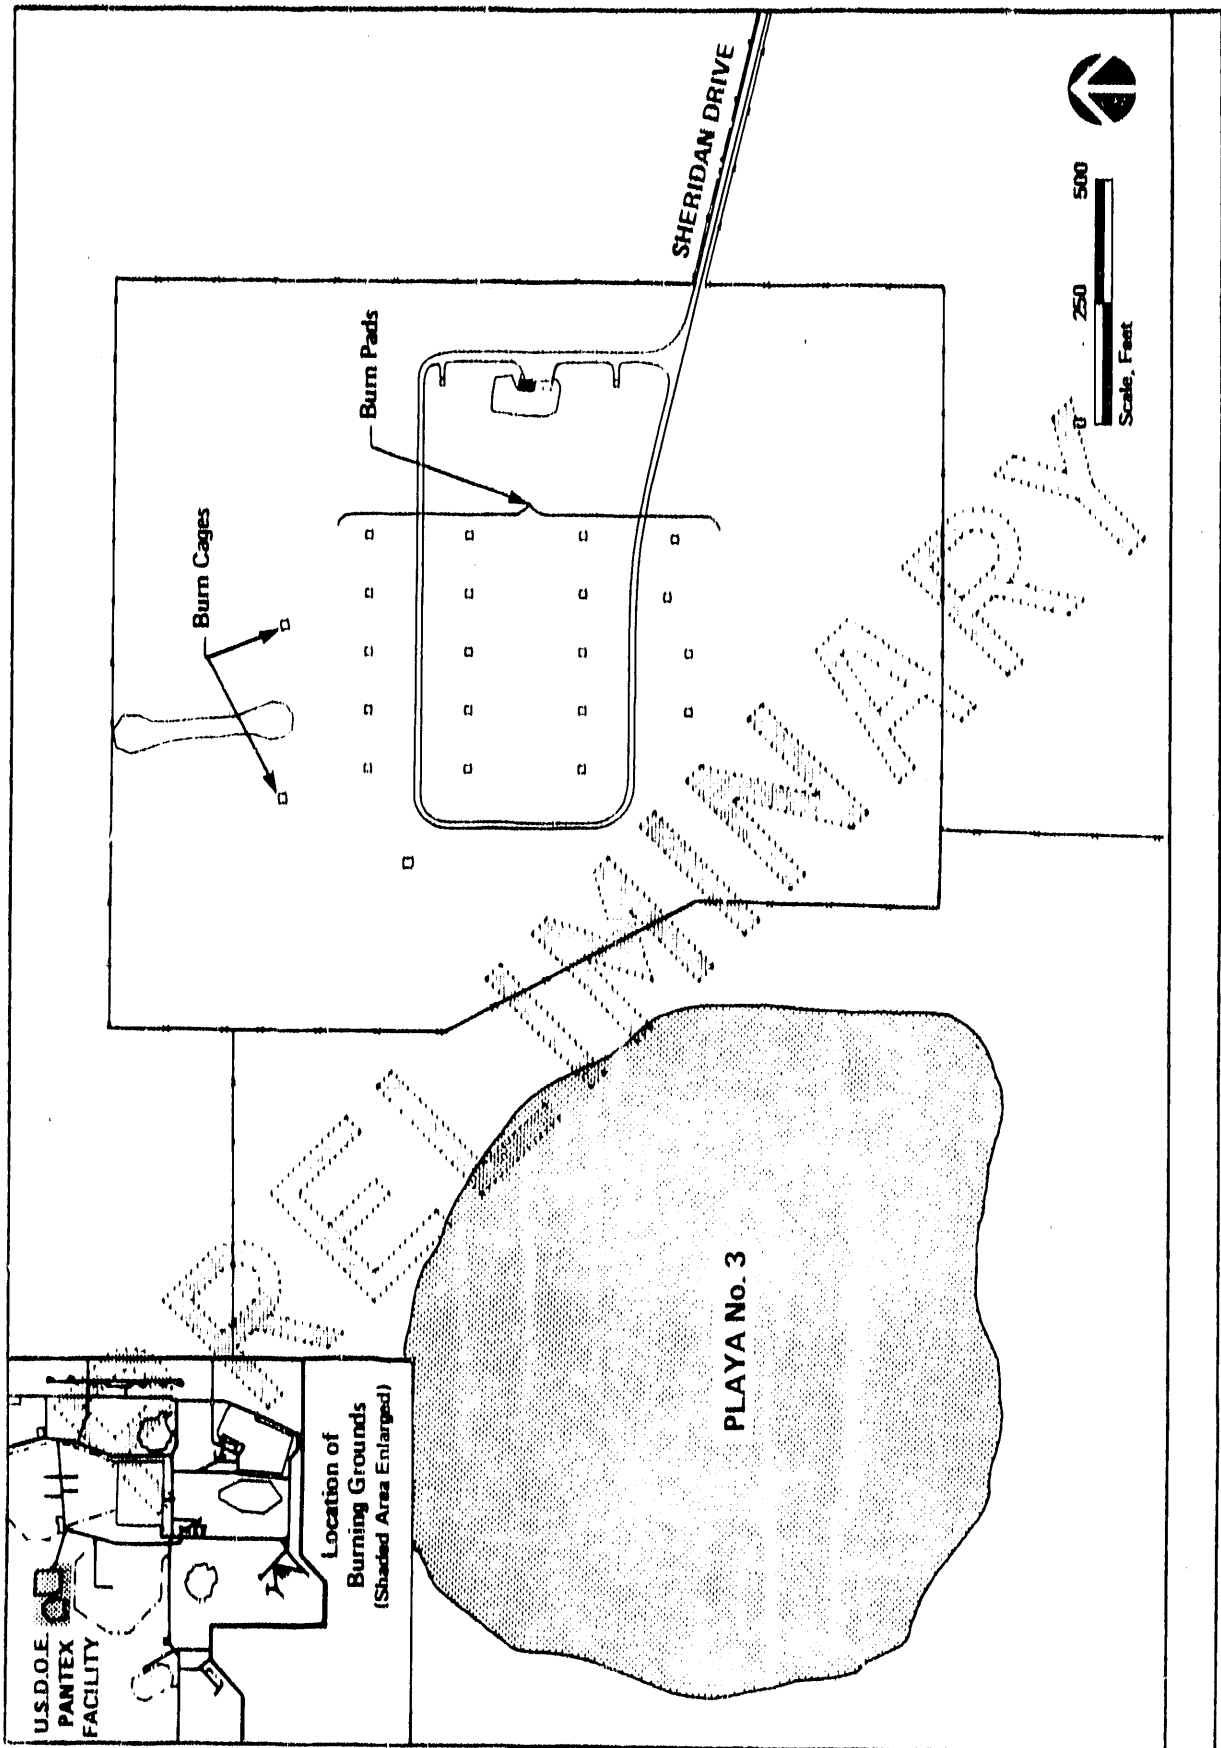 U.S.D.O.E.
PANTEX
FACILITY
Location of
Burning Grounds
(Shaded Area Enlarged)
Burn Cages
Burn Pads
SHERIDAN DRIVE
PLAYA No. 3
0 250 500
Scale, Feet
PRELIMINARY